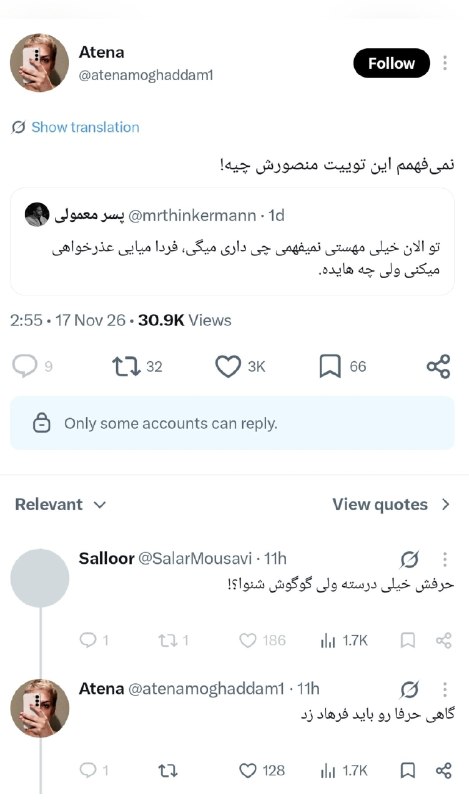 Atena
@atenamoghaddam1
Follow
Show translation
نمی‌فهمم این توییت منصورش چیه!
پسر معمولی @mrthinkermann · 1d
تو الان خیلی مهستی نمیفهمی چی داری میگی، فردا میایی عذرخواهی
میکنی ولی چه هایده.
2:55 • 17 Nov 26 • 30.9K Views
9 32 3K 66
Only some accounts can reply.
Relevant
View quotes
Salloor @SalarMousavi · 11h
حرفش خیلی درسته ولی گوگوش شنوا؟!
1 1 186 1.7K
Atena @atenamoghaddam1 · 11h
گاهی حرفا رو باید فرهاد زد
1 128 1.7K